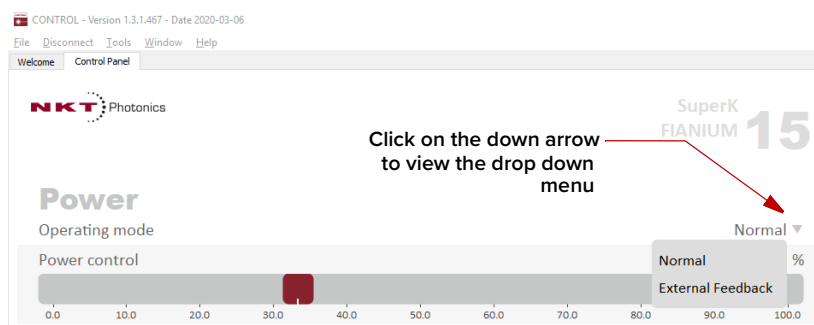 CONTROL - Version 1.3.1.467 - Date 2020-03-06
File Disconnect Tools Window Help
Welcome Control Panel
NKT Photonics
SuperK
FIANIUM 15
Click on the down arrow
to view the drop down
menu
Power
Operating mode Normal
Power control %
Normal
External Feedback
0.0 10.0 20.0 30.0 40.0 50.0 60.0 70.0 80.0 90.0 100.0